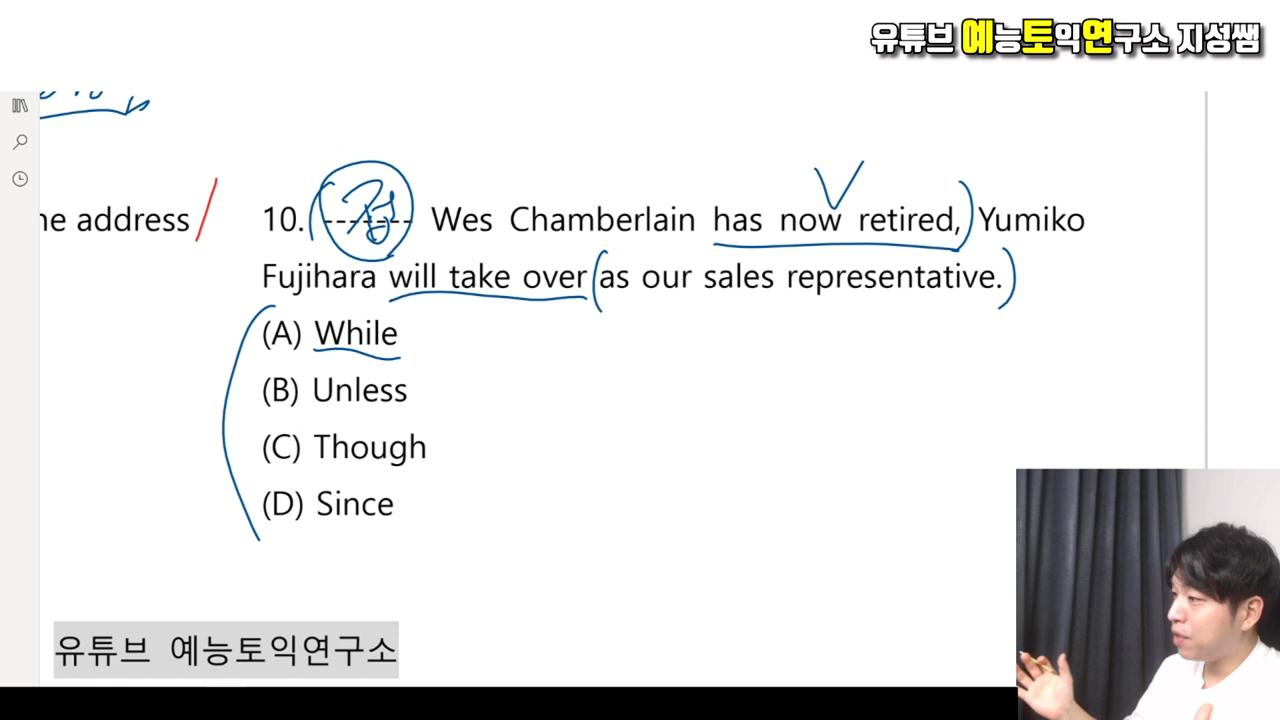 유튜브 예능토익연구소 지성쌤
ne address
10. (------- Wes Chamberlain has now retired,) Yumiko
접
Fujihara will take over (as our sales representative.)
(A) While
(B) Unless
(C) Though
(D) Since
유튜브 예능토익연구소